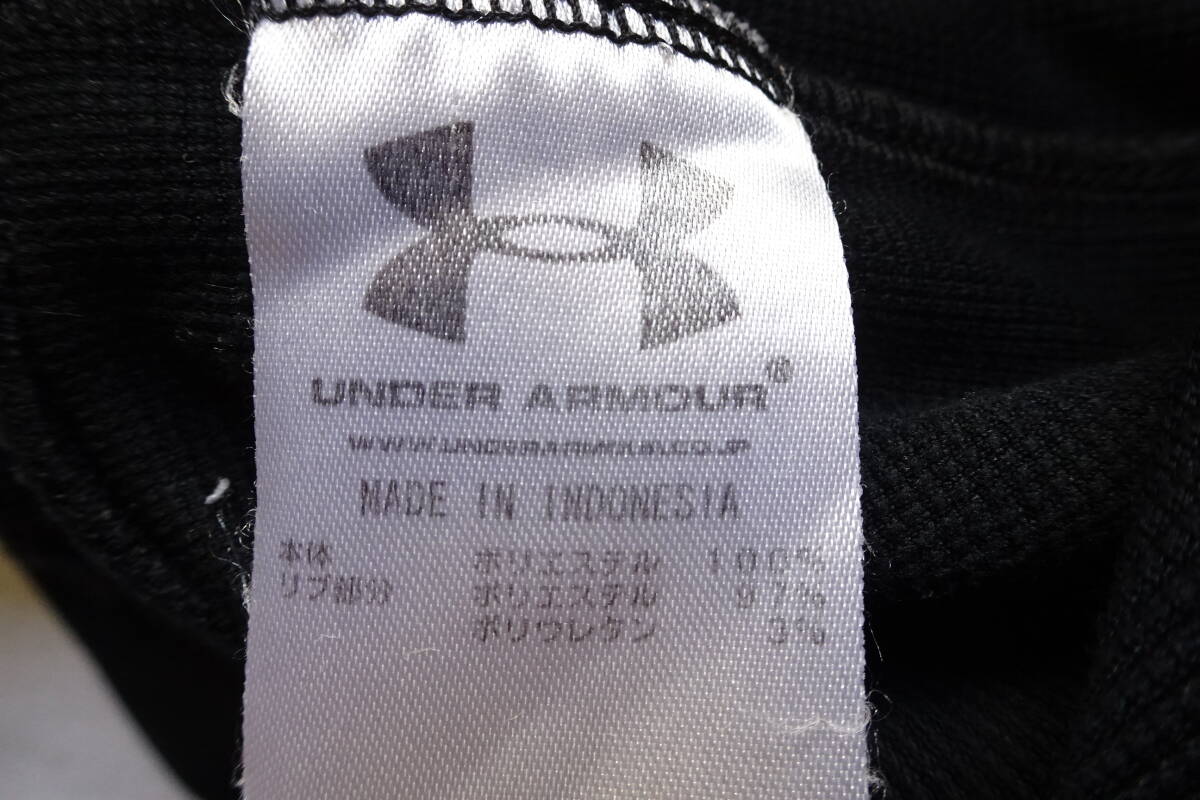 UNDER ARMOUR®
WWW.UNDERARMOUR.CO.JP
MADE IN INDONESIA
本体 ポリエステル 100%
リブ部分 ポリエステル 97%
ポリウレタン 3%